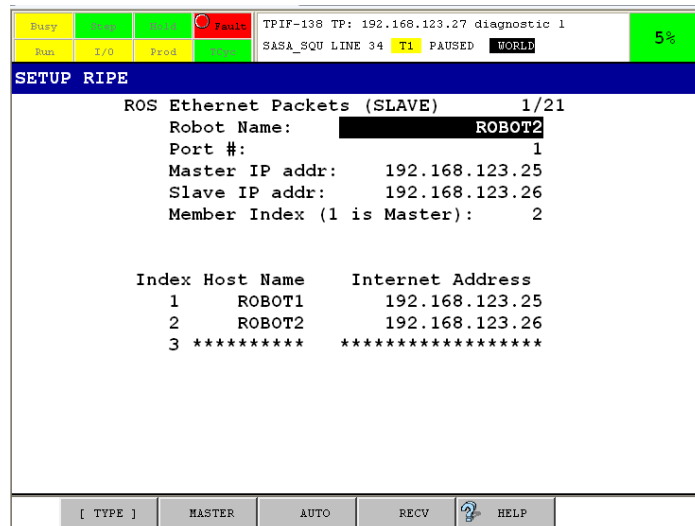 Busy Step Hold Fault TPIF-138 TP: 192.168.123.27 diagnostic 1
Run I/O Prod TCyc SASA_SQU LINE 34 T1 PAUSED WORLD
5%
SETUP RIPE
ROS Ethernet Packets (SLAVE) 1/21
Robot Name: ROBOT2
Port #: 1
Master IP addr: 192.168.123.25
Slave IP addr: 192.168.123.26
Member Index (1 is Master): 2
Index Host Name Internet Address
1 ROBOT1 192.168.123.25
2 ROBOT2 192.168.123.26
3 ********** ******************
[ TYPE ] MASTER AUTO RECV HELP